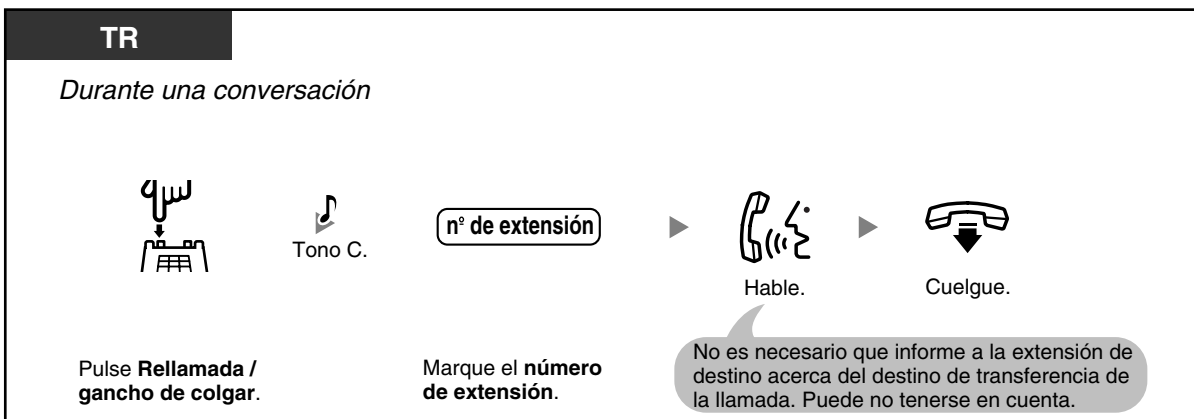 TR
Durante una conversación
Tono C.
nº de extensión
Hable.
Cuelgue.
Pulse Rellamada /
gancho de colgar.
Marque el número
de extensión.
No es necesario que informe a la extensión de
destino acerca del destino de transferencia de
la llamada. Puede no tenerse en cuenta.